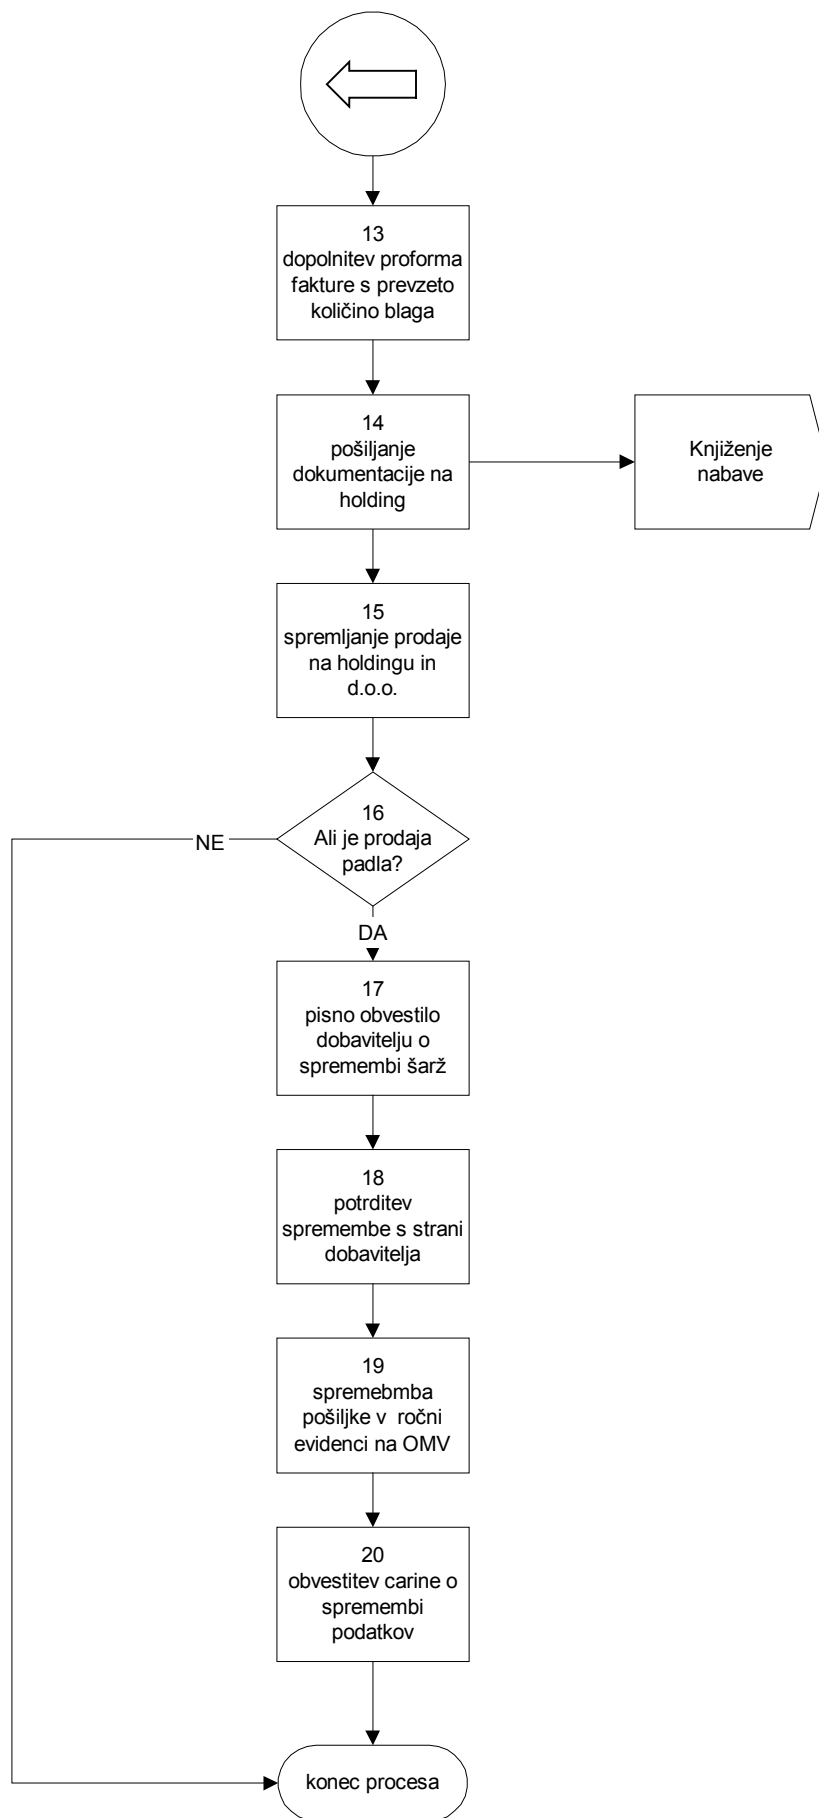 13
dopolnitev proforma
fakture s prevzeto
količino blaga
14
pošiljanje
dokumentacije na
holding
Knjiženje
nabave
15
spremljanje prodaje
na holdingu in
d.o.o.
16
Ali je prodaja
padla?
NE
DA
17
pisno obvestilo
dobavitelju o
spremembi šarž
18
potrditev
spremembe s strani
dobavitelja
19
spremebmba
pošiljke v ročni
evidenci na OMV
20
obvestitev carine o
spremembi
podatkov
konec procesa